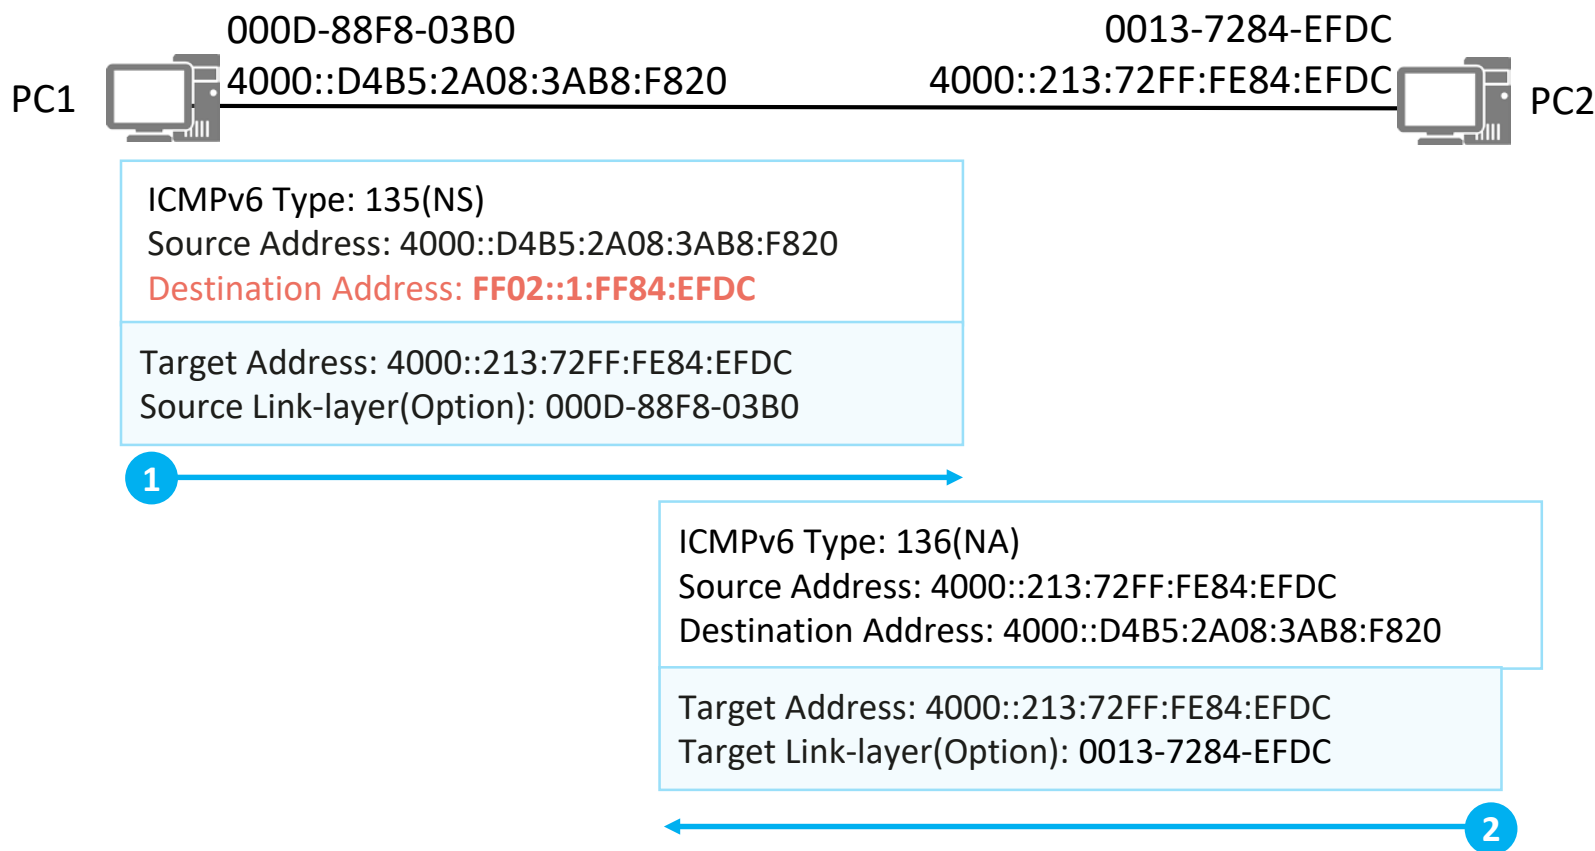 000D-88F8-03B0
0013-7284-EFDC
PC1
4000::D4B5:2A08:3AB8:F820
4000::213:72FF:FE84:EFDC
PC2
ICMPv6 Type: 135(NS)
Source Address: 4000::D4B5:2A08:3AB8:F820
Destination Address: FF02::1:FF84:EFDC
Target Address: 4000::213:72FF:FE84:EFDC
Source Link-layer(Option): 000D-88F8-03B0
1
ICMPv6 Type: 136(NA)
Source Address: 4000::213:72FF:FE84:EFDC
Destination Address: 4000::D4B5:2A08:3AB8:F820
Target Address: 4000::213:72FF:FE84:EFDC
Target Link-layer(Option): 0013-7284-EFDC
2